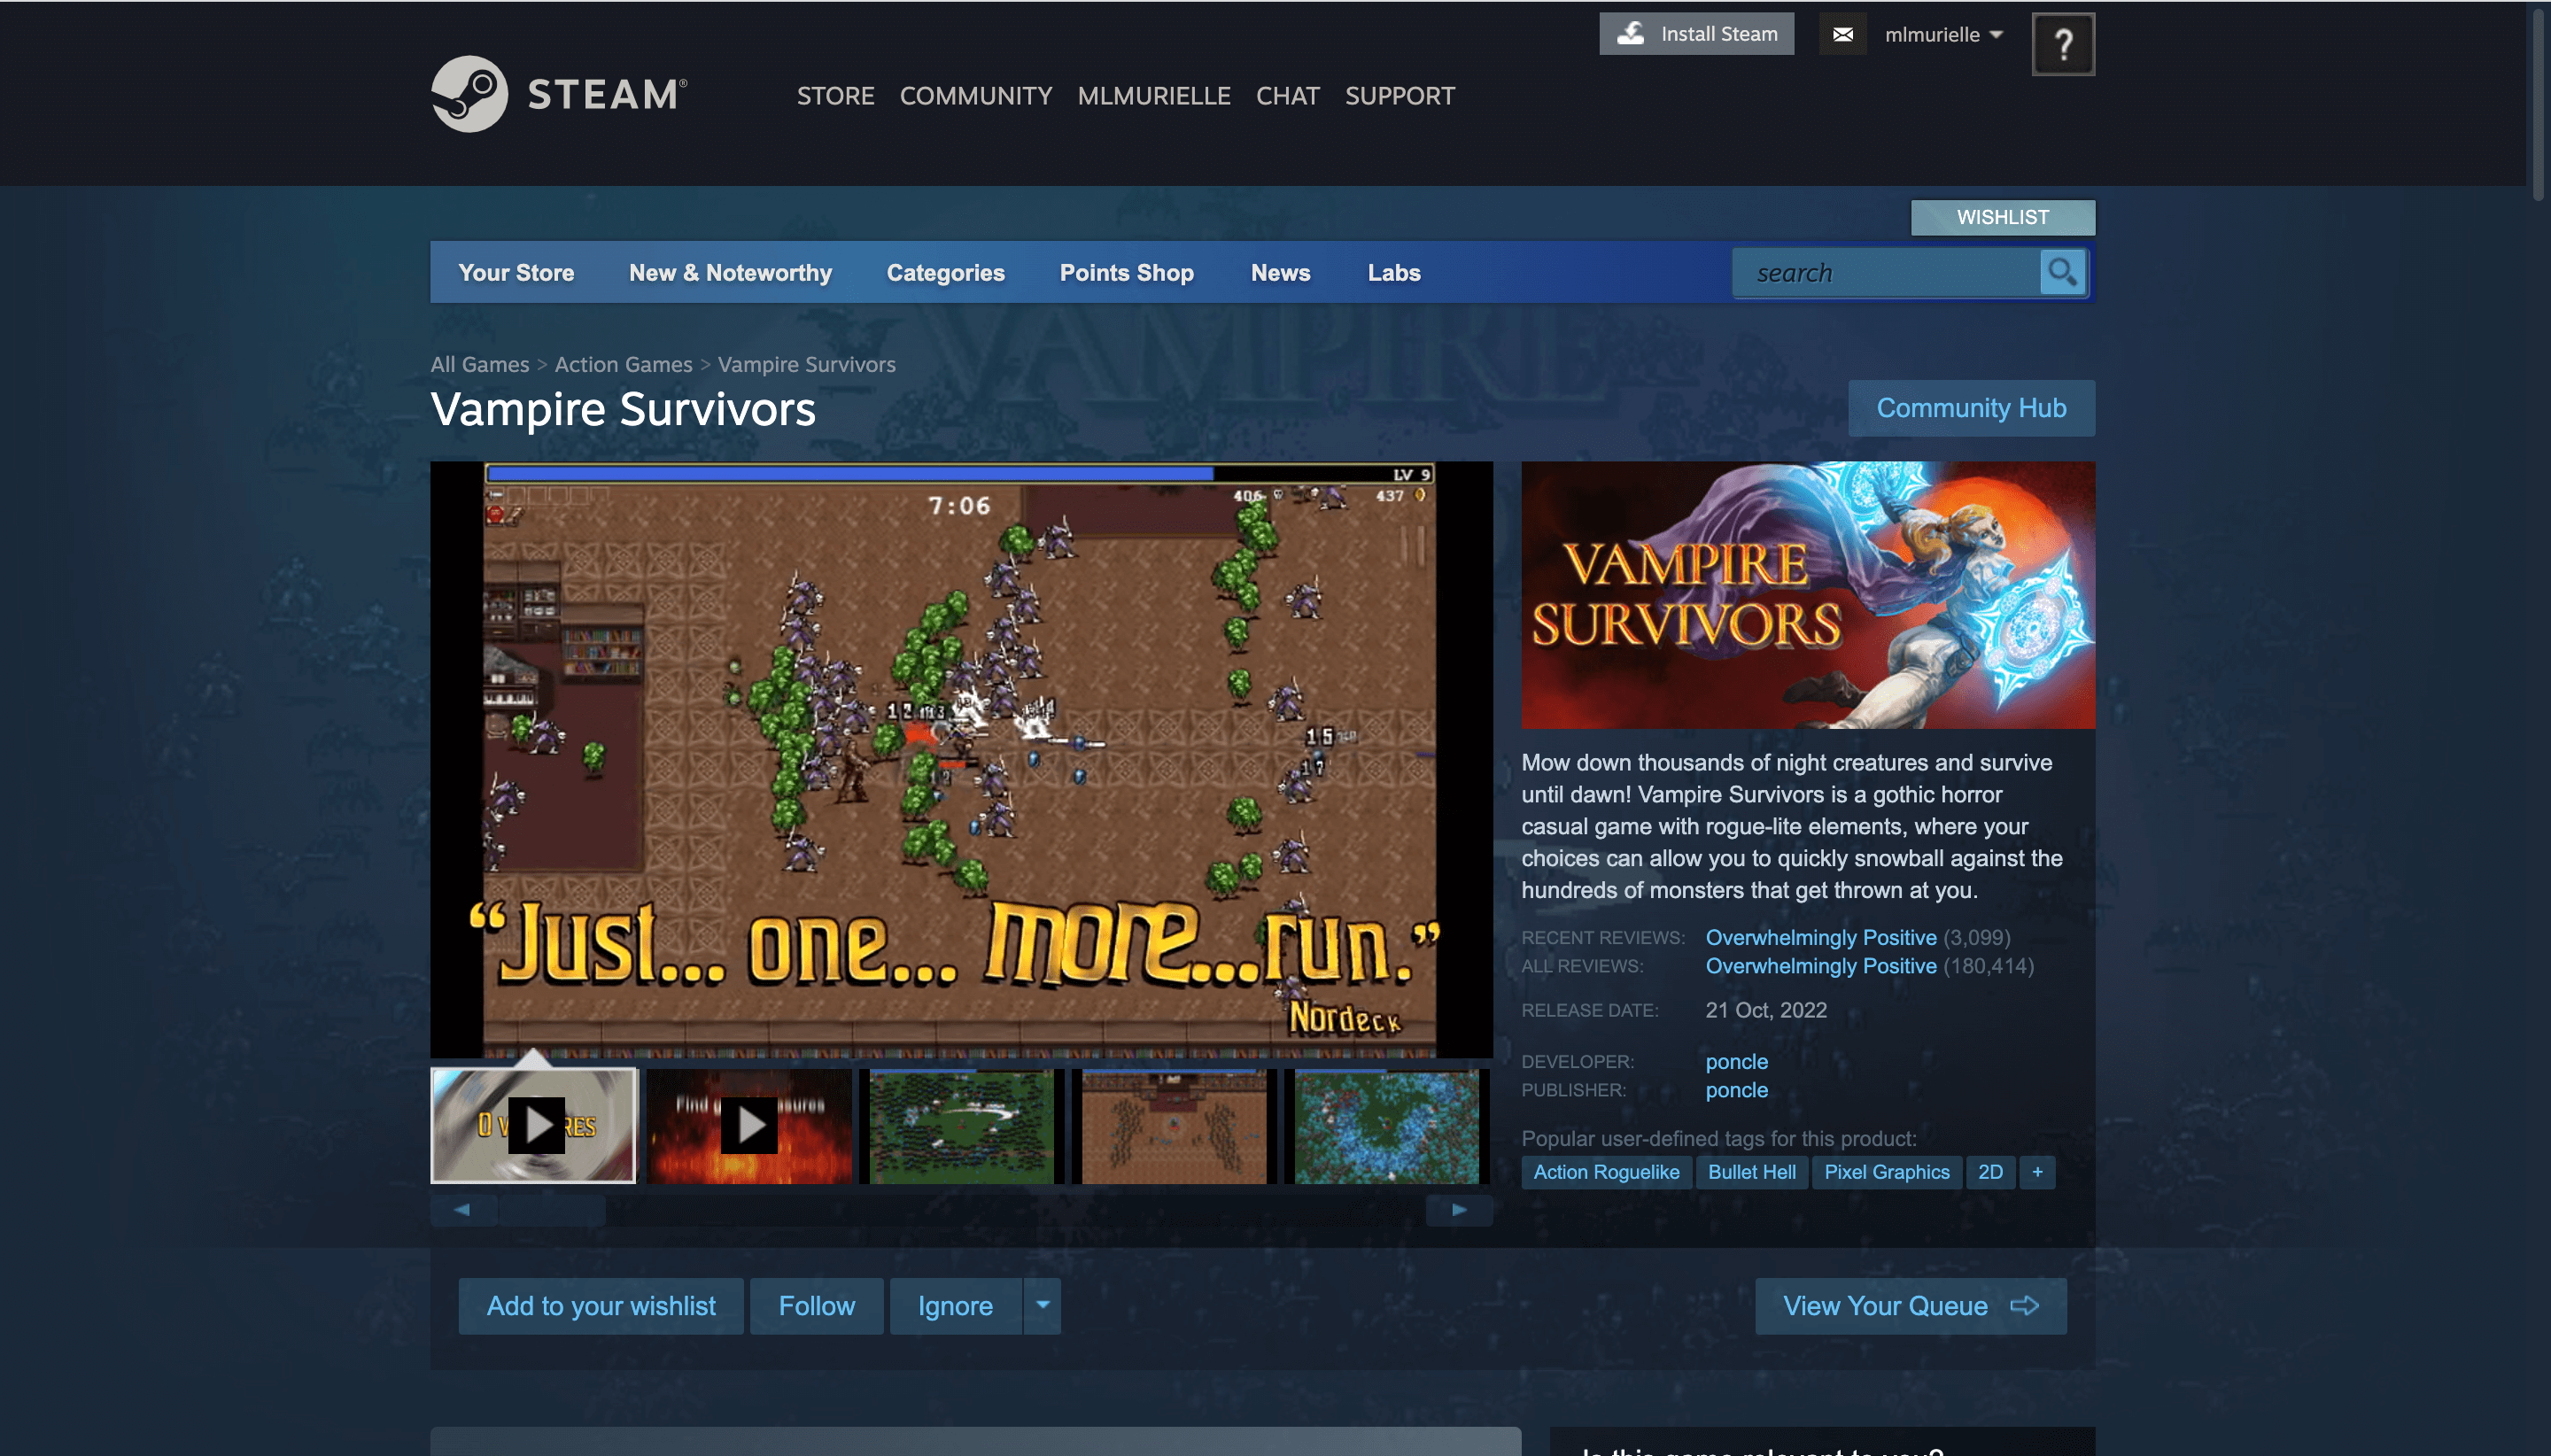 Install Steam
mlmurielle
?
STEAM®
STORE COMMUNITY MLMURIELLE CHAT SUPPORT
WISHLIST
Your Store New & Noteworthy Categories Points Shop News Labs
search
VAMPIRE
All Games > Action Games > Vampire Survivors
Vampire Survivors
Community Hub
LV 9
7:06
406
437
VAMPIRE
SURVIVORS
15
17
"Just... one... more...run."
Nordeck
Mow down thousands of night creatures and survive
until dawn! Vampire Survivors is a gothic horror
casual game with rogue-lite elements, where your
choices can allow you to quickly snowball against the
hundreds of monsters that get thrown at you.
RECENT REVIEWS: Overwhelmingly Positive (3,099)
ALL REVIEWS: Overwhelmingly Positive (180,414)
RELEASE DATE: 21 Oct, 2022
DEVELOPER: poncle
PUBLISHER: poncle
Popular user-defined tags for this product:
Action Roguelike Bullet Hell Pixel Graphics 2D +
0
Find
Add to your wishlist Follow Ignore
View Your Queue
Is this game relevant to you?